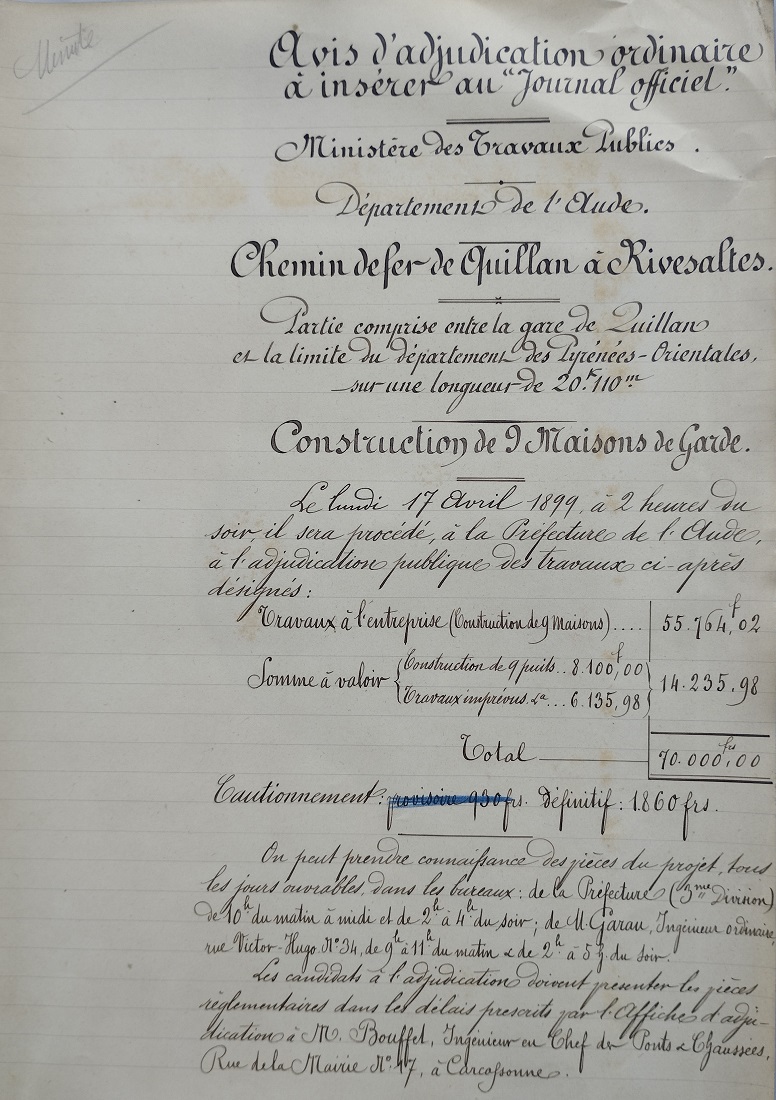 Minute
Avis d'adjudication ordinaire
à insérer au "Journal officiel".
Ministère des Travaux Publics.
Département de l'Aude.
Chemin de fer de Quillan à Rivesaltes.
Partie comprise entre la gare de Quillan
et la limite du département des Pyrénées-Orientales,
sur une longueur de 20k.110m
Construction de 9 Maisons de Garde.
Le lundi 17 Avril 1899, à 2 heures du
soir, il sera procédé, à la Préfecture de l'Aude,
à l'adjudication publique des travaux ci-après
désignés:
Travaux à l'entreprise (Construction de 9 Maisons).... 55.764f,02
Somme à valoir { Construction de 9 puits.. 8.100f,00
Travaux imprévus &a... 6.135,98 } 14.235,98
Total 70.000frs,00
Cautionnement: provisoire 930frs. définitif: 1.860 frs.
On peut prendre connaissance des pièces du projet, tous
les jours ouvrables, dans les bureaux: de la Préfecture (3me Division)
de 10h du matin à midi et de 2h à 4h du soir; de M. Garau, Ingénieur ordinaire,
rue Victor-Hugo No 34, de 9h à 11h du matin & de 2h à 5h du soir.
Les candidats à l'adjudication doivent présenter les pièces
règlementaires dans les délais prescrits par l'Affiche d'adju-
dication à M. Bouffet, Ingénieur en Chef des Ponts & Chaussées,
Rue de la Mairie No 17, à Carcassonne.